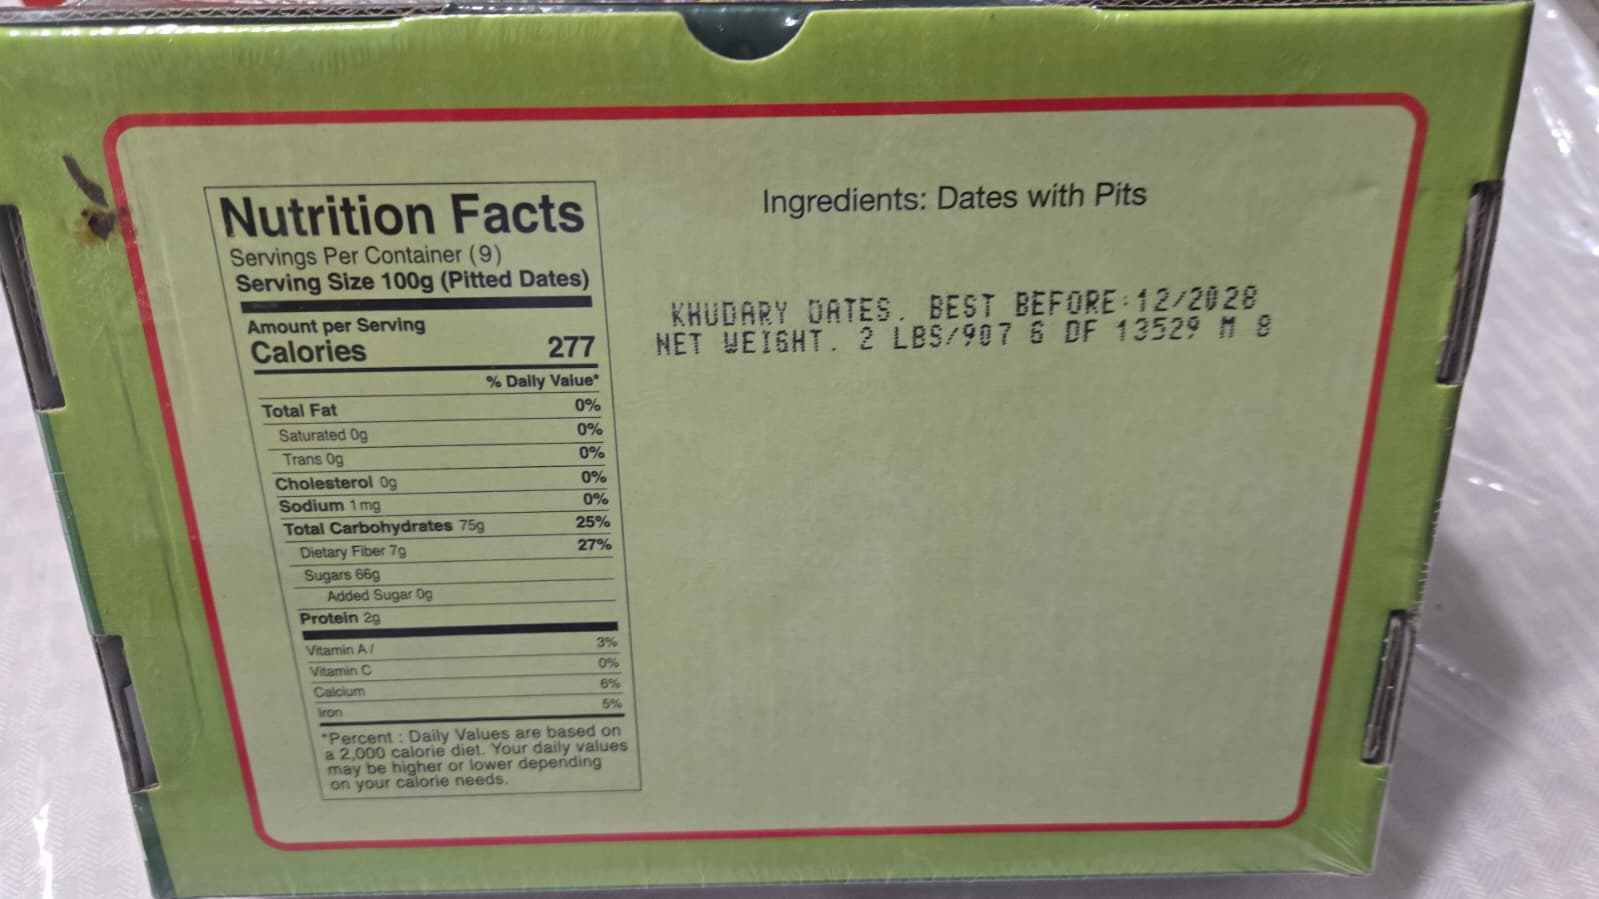 Nutrition Facts
Servings Per Container (9)
Serving Size 100g (Pitted Dates)
Amount per Serving
Calories 277
% Daily Value*
Total Fat 0%
Saturated 0g 0%
Trans 0g 0%
Cholesterol 0g 0%
Sodium 1mg 0%
Total Carbohydrates 75g 25%
Dietary Fiber 7g 27%
Sugars 66g
Added Sugar 0g
Protein 2g
Vitamin A / 3%
Vitamin C 0%
Calcium 6%
Iron 5%
*Percent : Daily Values are based on
a 2,000 calorie diet. Your daily values
may be higher or lower depending
on your calorie needs.
Ingredients: Dates with Pits
KHUDARY DATES. BEST BEFORE:12/2028
NET WEIGHT. 2 LBS/907 G DF 13529 M 8